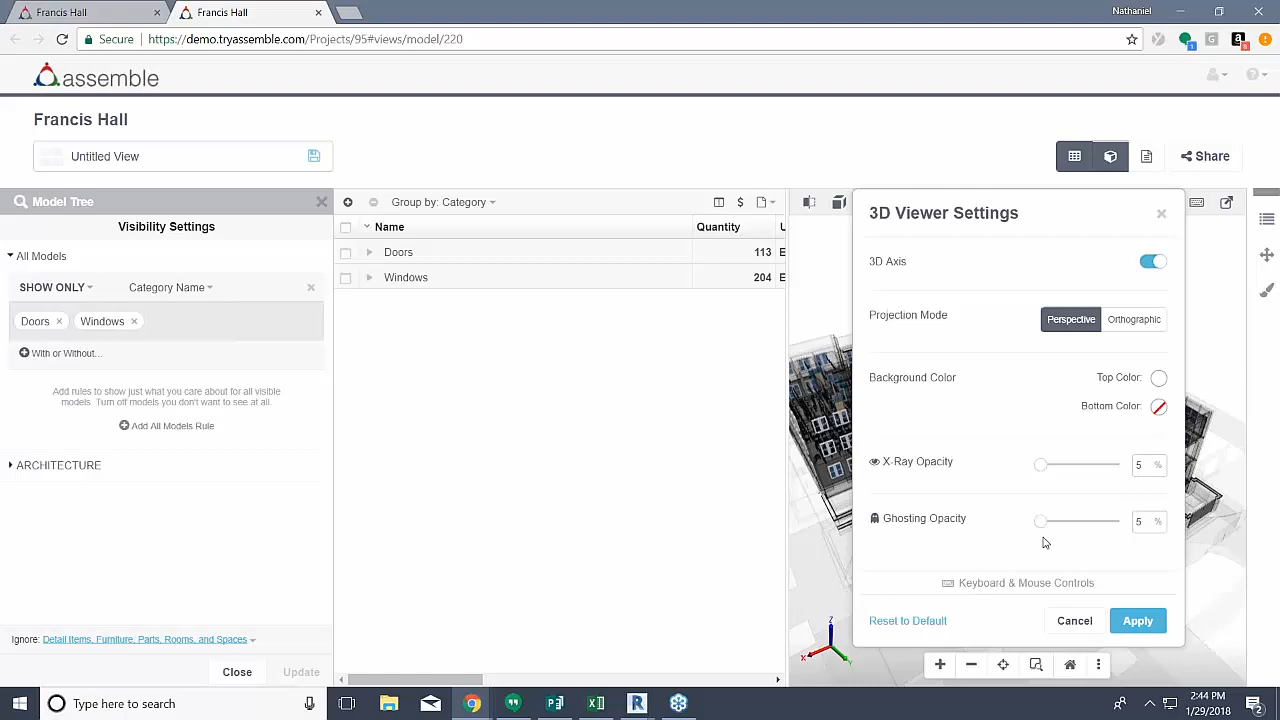 Francis Hall
Francis Hall
Nathaniel
Secure
https://demo.tryassemble.com/Projects/95#views/model/220
assemble
Francis Hall
Untitled View
Share
Model Tree
Visibility Settings
All Models
SHOW ONLY
Category Name
Doors
Windows
With or Without...
Add rules to show just what you care about for all visible
models. Turn off models you don't want to see at all.
Add All Models Rule
ARCHITECTURE
Ignore: Detail Items, Furniture, Parts, Rooms, and Spaces
Close
Update
Group by: Category
$
Name
Quantity
U
Doors
113
E
Windows
204
E
3D Viewer Settings
3D Axis
Projection Mode
Perspective
Orthographic
Background Color
Top Color:
Bottom Color:
X-Ray Opacity
5 %
Ghosting Opacity
5 %
Keyboard & Mouse Controls
Reset to Default
Cancel
Apply
Z
X
Y
Type here to search
2:44 PM
1/29/2018
2